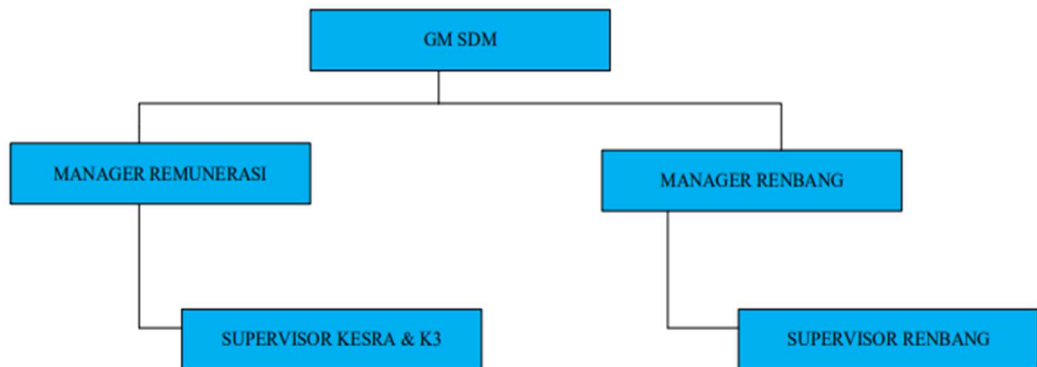 GM SDM
MANAGER REMUNERASI
MANAGER RENBANG
SUPERVISOR KESRA & K3
SUPERVISOR RENBANG